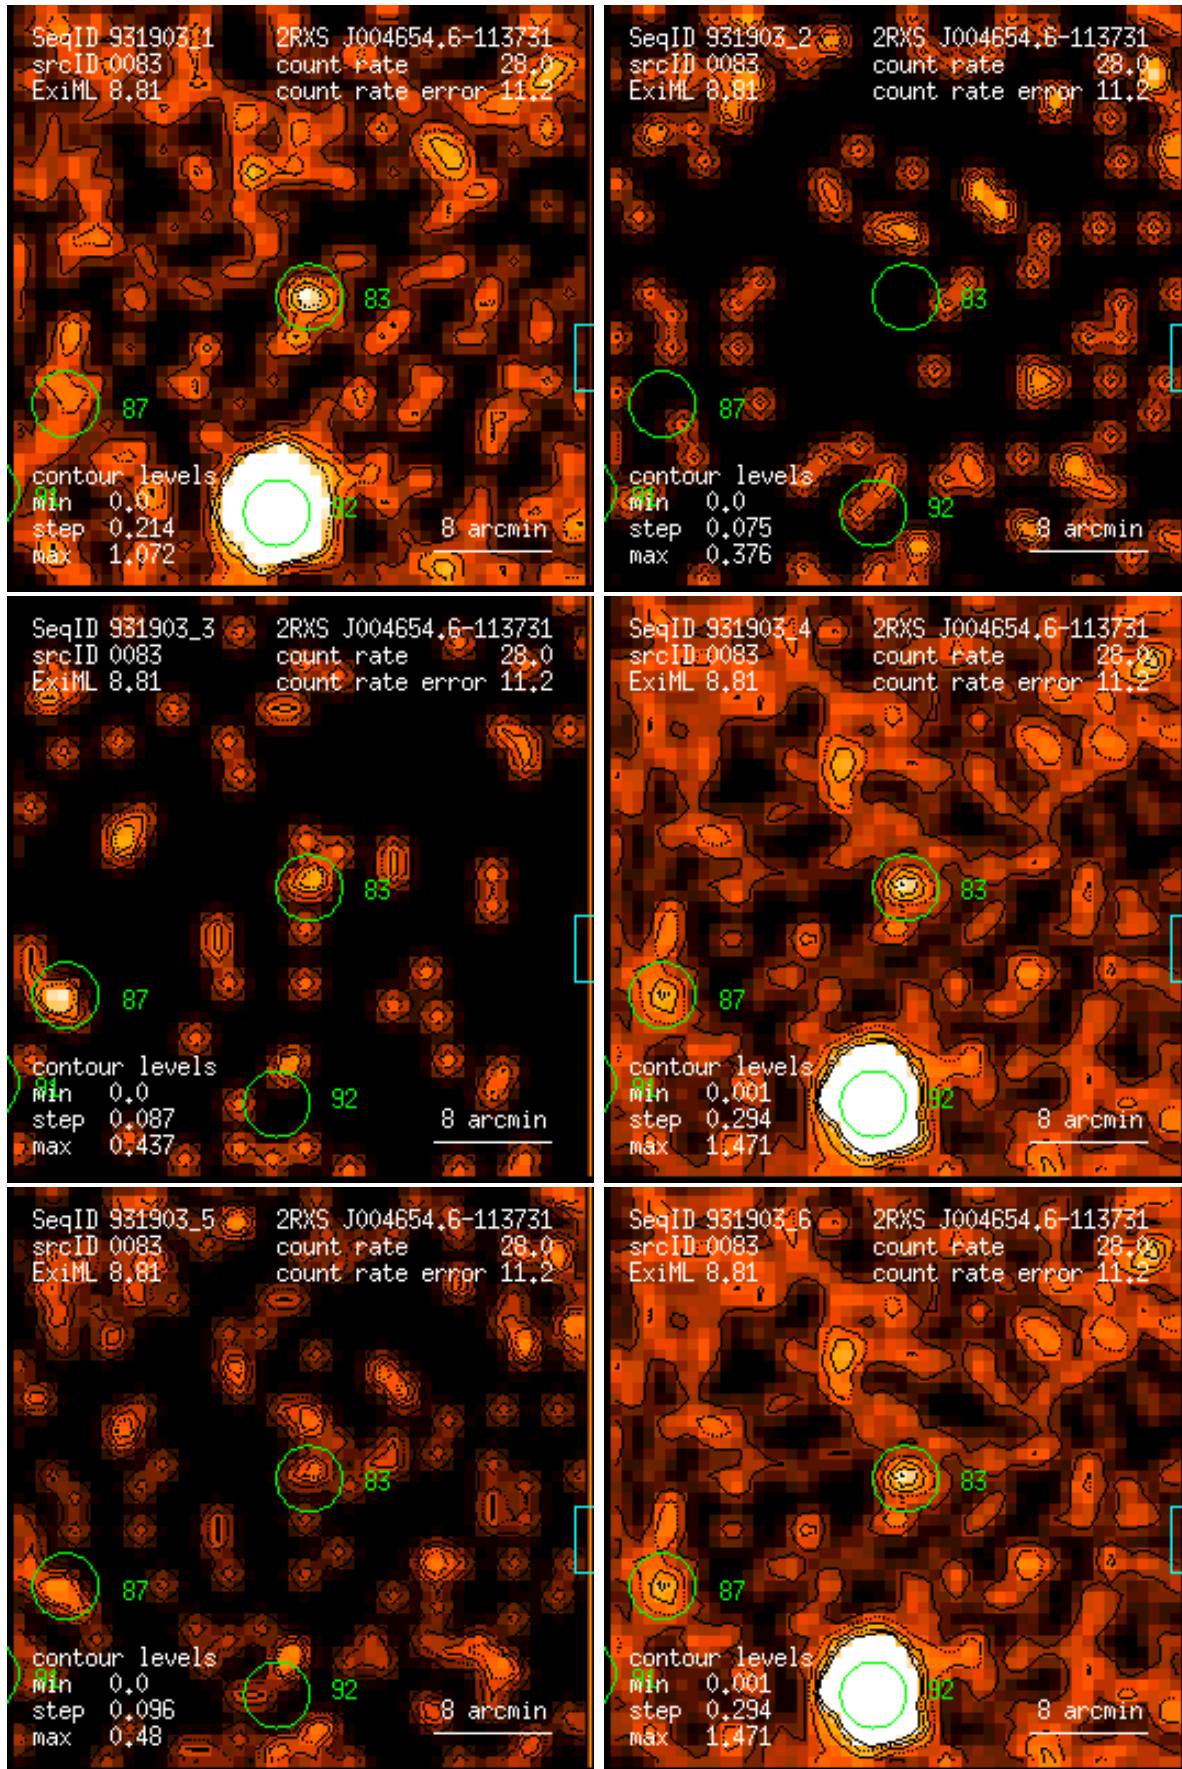 SeqID 931903_1 2RXS J004654.6-113731
srcID 0083 count rate 28.0
ExiML 8.81 count rate error 11.2
83
87
contour levels
91
min 0.0 92
step 0.214 8 arcmin
max 1.072
SeqID 931903_2 2RXS J004654.6-113731
srcID 0083 count rate 28.0
ExiML 8.81 count rate error 11.2
83
87
contour levels
91
min 0.0 92
step 0.075 8 arcmin
max 0.376
SeqID 931903_3 2RXS J004654.6-113731
srcID 0083 count rate 28.0
ExiML 8.81 count rate error 11.2
83
87
contour levels
91
min 0.0 92
step 0.087 8 arcmin
max 0.437
SeqID 931903_4 2RXS J004654.6-113731
srcID 0083 count rate 28.0
ExiML 8.81 count rate error 11.2
83
87
contour levels
91
min 0.001 92
step 0.294 8 arcmin
max 1.471
SeqID 931903_5 2RXS J004654.6-113731
srcID 0083 count rate 28.0
ExiML 8.81 count rate error 11.2
83
87
contour levels
91
min 0.0 92
step 0.096 8 arcmin
max 0.48
SeqID 931903_6 2RXS J004654.6-113731
srcID 0083 count rate 28.0
ExiML 8.81 count rate error 11.2
83
87
contour levels
91
min 0.001 92
step 0.294 8 arcmin
max 1.471